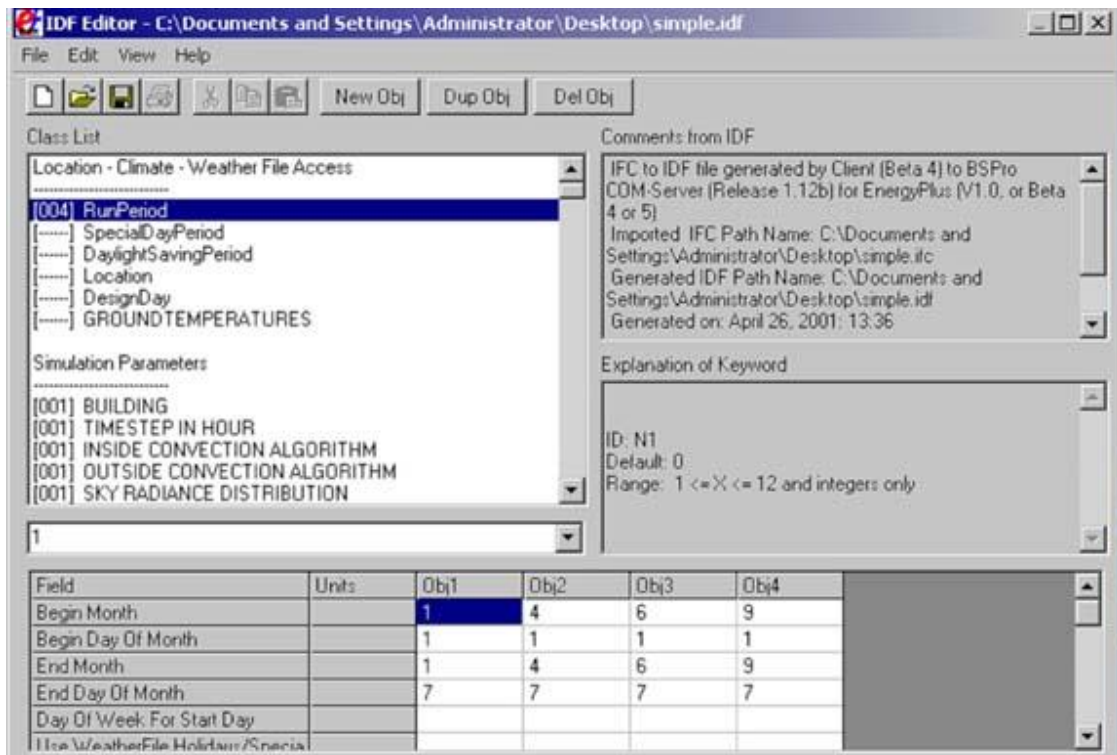 IDF Editor - C:\Documents and Settings\Administrator\Desktop\simple.idf
File Edit View Help
New Obj Dup Obj Del Obj
Class List
Location - Climate - Weather File Access
----------------------------
[004] RunPeriod
[------] SpecialDayPeriod
[------] DaylightSavingPeriod
[------] Location
[------] DesignDay
[------] GROUNDTEMPERATURES
Simulation Parameters
----------------------------
[001] BUILDING
[001] TIMESTEP IN HOUR
[001] INSIDE CONVECTION ALGORITHM
[001] OUTSIDE CONVECTION ALGORITHM
[001] SKY RADIANCE DISTRIBUTION
1
Comments from IDF
IFC to IDF file generated by Client (Beta 4) to BSPro
COM-Server (Release 1.12b) for EnergyPlus (V1.0, or Beta
4 or 5)
Imported IFC Path Name: C:\Documents and
Settings\Administrator\Desktop\simple.ifc
Generated IDF Path Name: C:\Documents and
Settings\Administrator\Desktop\simple.idf
Generated on: April 26, 2001: 13:36
Explanation of Keyword
ID: N1
Default: 0
Range: 1 <= X <= 12 and integers only
Field Units Obj1 Obj2 Obj3 Obj4
Begin Month 1 4 6 9
Begin Day Of Month 1 1 1 1
End Month 1 4 6 9
End Day Of Month 7 7 7 7
Day Of Week For Start Day
Use WeatherFile Holidays/Special